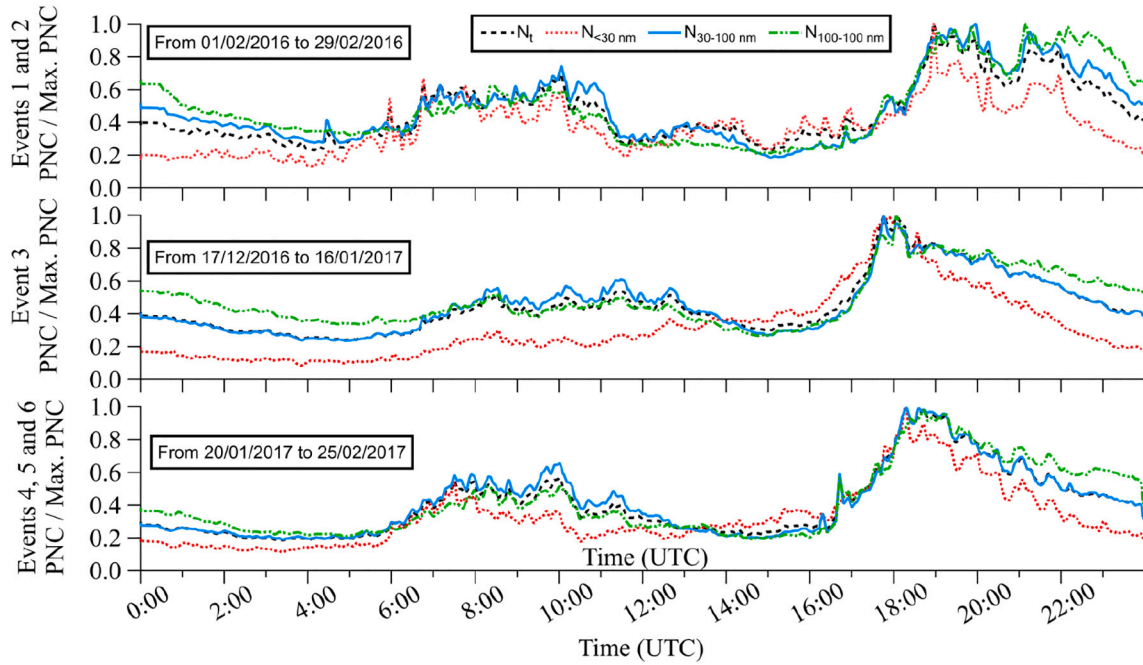 N_t N_<30 nm N_30-100 nm N_100-100 nm
From 01/02/2016 to 29/02/2016
Events 1 and 2
PNC / Max. PNC
1.0
0.8
0.6
0.4
0.2
0.0
From 17/12/2016 to 16/01/2017
Event 3
PNC / Max. PNC
1.0
0.8
0.6
0.4
0.2
0.0
From 20/01/2017 to 25/02/2017
Events 4, 5 and 6
PNC / Max. PNC
1.0
0.8
0.6
0.4
0.2
0.0
Time (UTC)
0:00 2:00 4:00 6:00 8:00 10:00 12:00 14:00 16:00 18:00 20:00 22:00
Time (UTC)